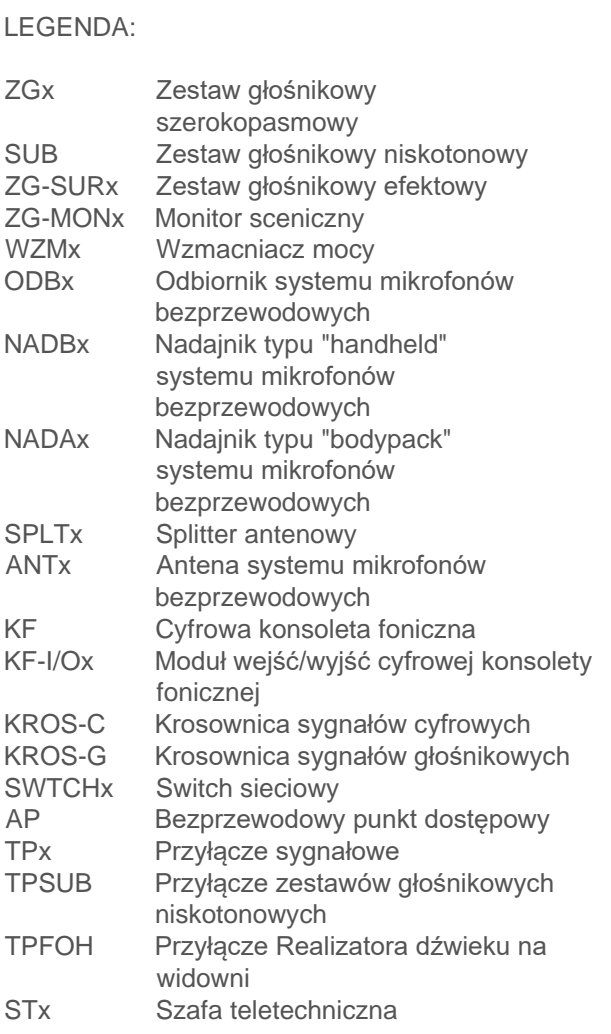 LEGENDA:
ZGx Zestaw głośnikowy
szerokopasmowy
SUB Zestaw głośnikowy niskotonowy
ZG-SURx Zestaw głośnikowy efektowy
ZG-MONx Monitor sceniczny
WZMx Wzmacniacz mocy
ODBx Odbiornik systemu mikrofonów
bezprzewodowych
NADBx Nadajnik typu "handheld"
systemu mikrofonów
bezprzewodowych
NADAx Nadajnik typu "bodypack"
systemu mikrofonów
bezprzewodowych
SPLTx Splitter antenowy
ANTx Antena systemu mikrofonów
bezprzewodowych
KF Cyfrowa konsoleta foniczna
KF-I/Ox Moduł wejść/wyjść cyfrowej konsolety
fonicznej
KROS-C Krosownica sygnałów cyfrowych
KROS-G Krosownica sygnałów głośnikowych
SWTCHx Switch sieciowy
AP Bezprzewodowy punkt dostępowy
TPx Przyłącze sygnałowe
TPSUB Przyłącze zestawów głośnikowych
niskotonowych
TPFOH Przyłącze Realizatora dźwieku na
widowni
STx Szafa teletechniczna